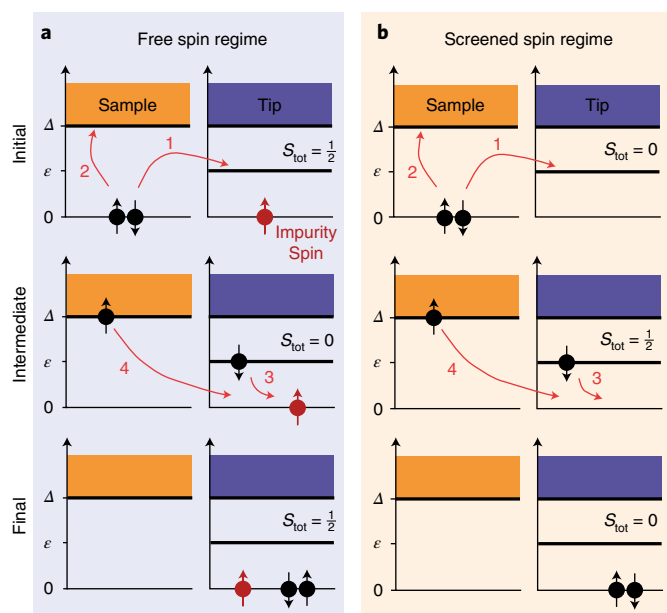 a
Free spin regime
b
Screened spin regime
Initial
Sample
Tip
Δ
ε
0
1
2
S_tot = 1/2
Impurity
Spin
Sample
Tip
Δ
ε
0
1
2
S_tot = 0
Intermediate
Δ
ε
0
4
3
S_tot = 0
Δ
ε
0
4
3
S_tot = 1/2
Final
Δ
ε
0
S_tot = 1/2
Δ
ε
0
S_tot = 0